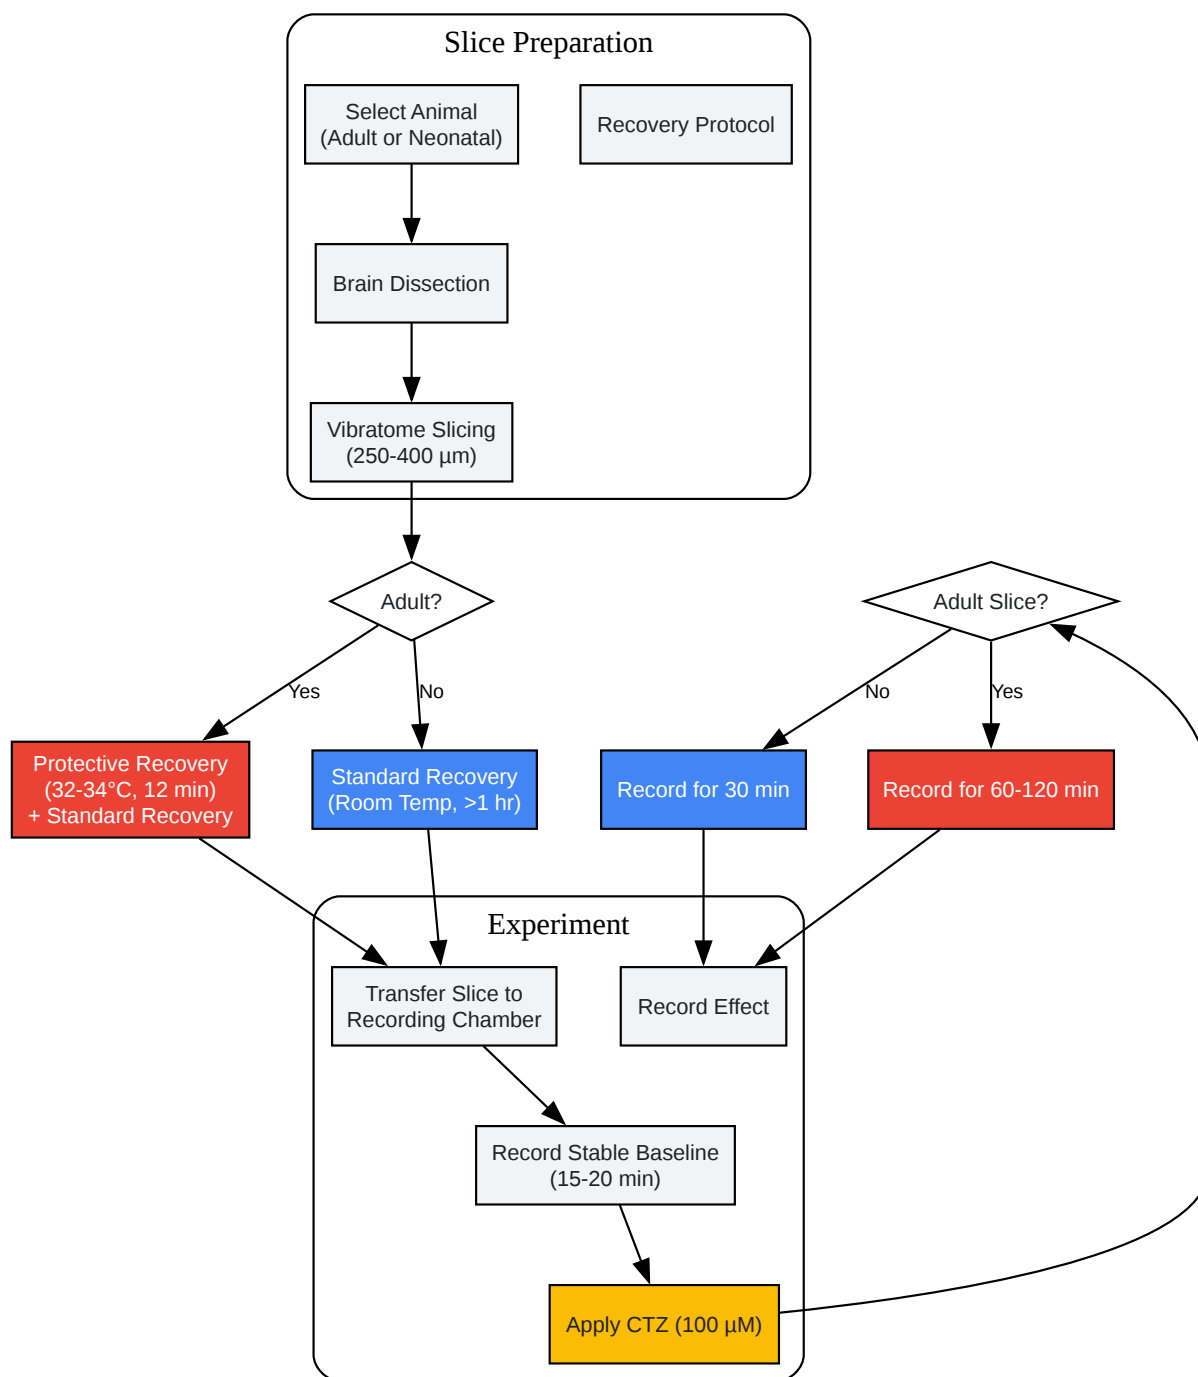 Slice Preparation
Select Animal
(Adult or Neonatal)
Recovery Protocol
Brain Dissection
Vibratome Slicing
(250-400 µm)
Adult?
Adult Slice?
Yes
No
No
Yes
Protective Recovery
(32-34°C, 12 min)
+ Standard Recovery
Standard Recovery
(Room Temp, >1 hr)
Record for 30 min
Record for 60-120 min
Experiment
Transfer Slice to
Recording Chamber
Record Effect
Record Stable Baseline
(15-20 min)
Apply CTZ (100 µM)